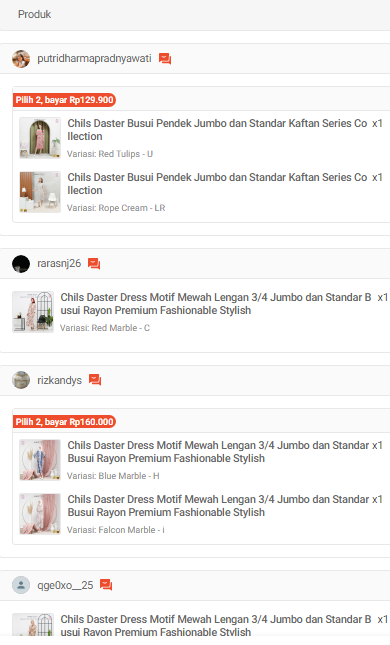 Produk
putridharmapradnyawati
Pilih 2, bayar Rp129.900
Chils Daster Busui Pendek Jumbo dan Standar Kaftan Series Co x1
llection
Variasi: Red Tulips - U
Chils Daster Busui Pendek Jumbo dan Standar Kaftan Series Co x1
llection
Variasi: Rope Cream - LR
rarasnj26
Chils Daster Dress Motif Mewah Lengan 3/4 Jumbo dan Standar B x1
usui Rayon Premium Fashionable Stylish
Variasi: Red Marble - C
rizkandys
Pilih 2, bayar Rp160.000
Chils Daster Dress Motif Mewah Lengan 3/4 Jumbo dan Standar x1
Busui Rayon Premium Fashionable Stylish
Variasi: Blue Marble - H
Chils Daster Dress Motif Mewah Lengan 3/4 Jumbo dan Standar x1
Busui Rayon Premium Fashionable Stylish
Variasi: Falcon Marble - I
qge0xo__25
Chils Daster Dress Motif Mewah Lengan 3/4 Jumbo dan Standar B x1
usui Rayon Premium Fashionable Stylish